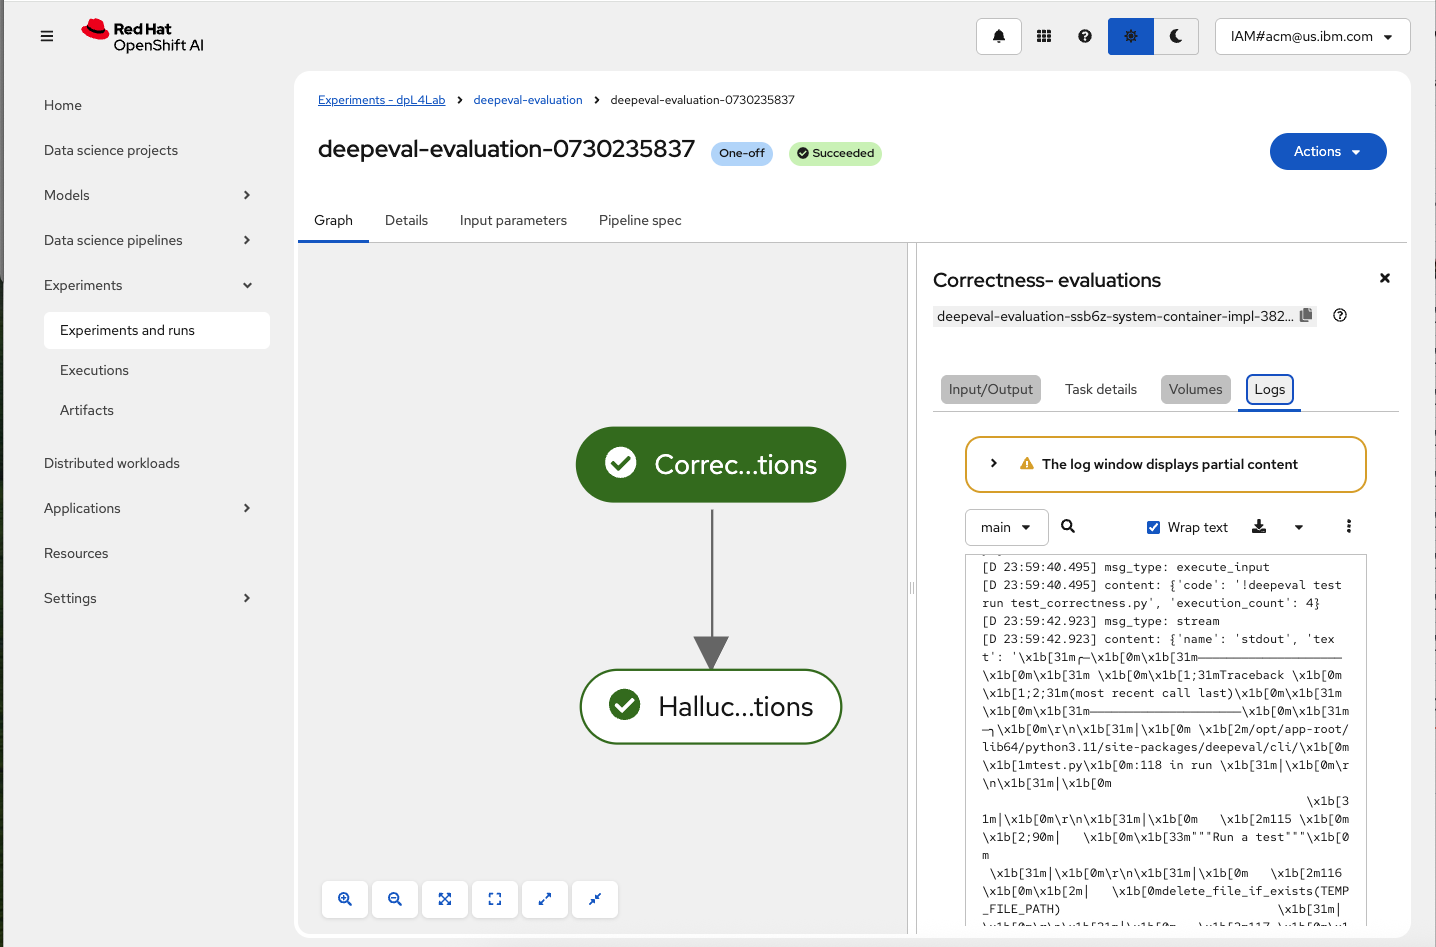 Red Hat
OpenShift AI
IAM#acm@us.ibm.com
Home
Data science projects
Models
Data science pipelines
Experiments
Experiments and runs
Executions
Artifacts
Distributed workloads
Applications
Resources
Settings
Experiments - dpL4Lab > deepeval-evaluation > deepeval-evaluation-0730235837
deepeval-evaluation-0730235837 One-off Succeeded
Actions
Graph Details Input parameters Pipeline spec
Correc...tions
Halluc...tions
Correctness- evaluations
deepeval-evaluation-ssb6z-system-container-impl-382...
Input/Output Task details Volumes Logs
The log window displays partial content
main Wrap text
[D 23:59:40.495] msg_type: execute_input
[D 23:59:40.495] content: {'code': '!deepeval test
run test_correctness.py', 'execution_count': 4}
[D 23:59:42.923] msg_type: stream
[D 23:59:42.923] content: {'name': 'stdout', 'tex
t': '\x1b[31m╭─\x1b[0m\x1b[31m────────────────────
\x1b[0m\x1b[31m \x1b[0m\x1b[1;31mTraceback \x1b[0m
\x1b[1;2;31m(most recent call last)\x1b[0m\x1b[31m
\x1b[0m\x1b[31m─────────────────────\x1b[0m\x1b[31m
─╮\x1b[0m\r\n\x1b[31m│\x1b[0m \x1b[2m/opt/app-root/
lib64/python3.11/site-packages/deepeval/cli/\x1b[0m
\x1b[1mtest.py\x1b[0m:118 in run \x1b[31m│\x1b[0m\r
\n\x1b[31m│\x1b[0m
\x1b[3
1m│\x1b[0m\r\n\x1b[31m│\x1b[0m   \x1b[2m115 \x1b[0m
\x1b[2;90m│   \x1b[0m\x1b[33m"""Run a test"""\x1b[0
m
\x1b[31m│\x1b[0m\r\n\x1b[31m│\x1b[0m   \x1b[2m116
\x1b[0m\x1b[2m│   \x1b[0mdelete_file_if_exists(TEMP
_FILE_PATH) \x1b[31m│